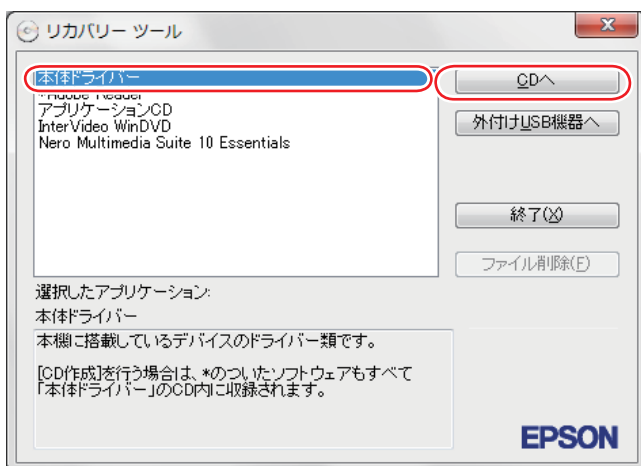 リカバリー ツール
本体ドライバー
*Adobe Reader
アプリケーションCD
InterVideo WinDVD
Nero Multimedia Suite 10 Essentials
CDへ
外付けUSB機器へ
終了(X)
ファイル削除(F)
選択したアプリケーション:
本体ドライバー
本機に搭載しているデバイスのドライバー類です。
[CD作成]を行う場合は、*のついたソフトウェアもすべて
「本体ドライバー」のCD内に収録されます。
EPSON